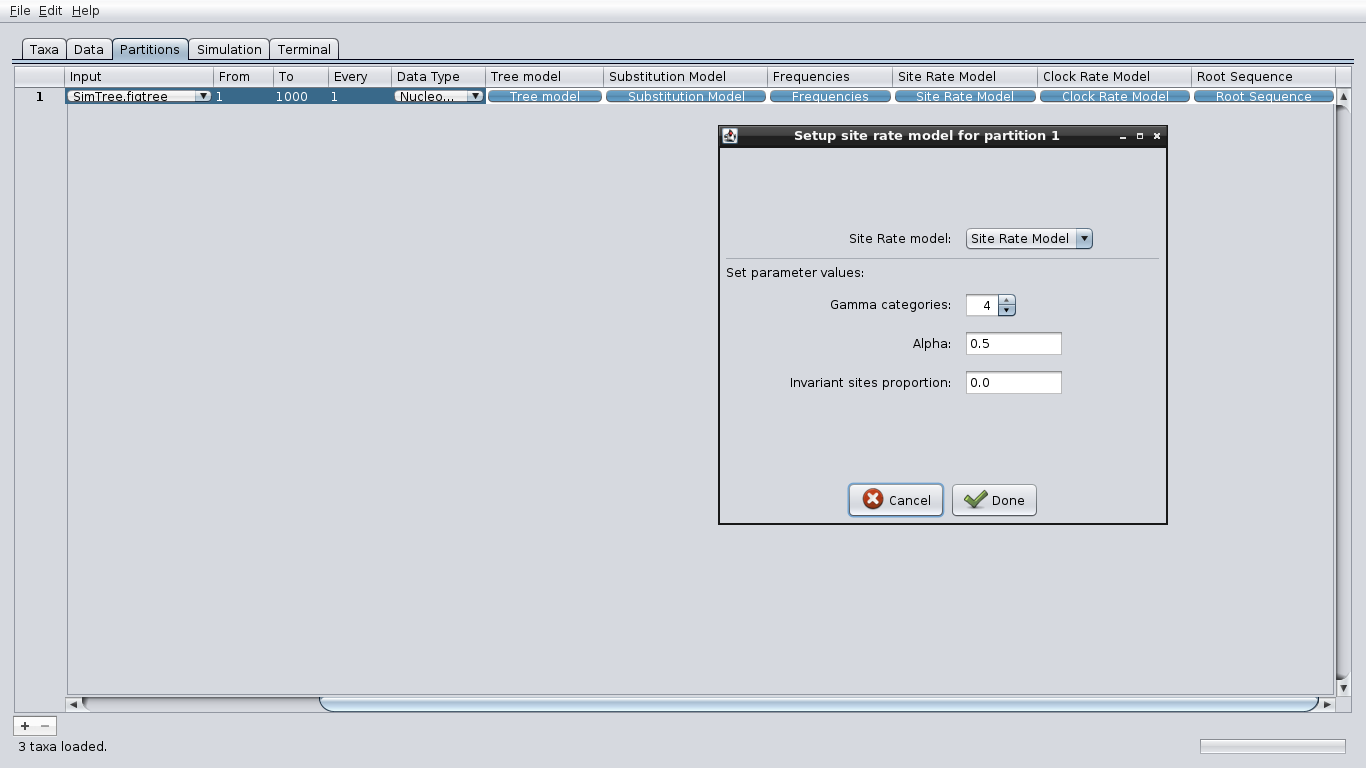 File Edit Help
Taxa Data Partitions Simulation Terminal
Input From To Every Data Type Tree model Substitution Model Frequencies Site Rate Model Clock Rate Model Root Sequence
1 SimTree.figtree 1 1000 1 Nucleo... Tree model Substitution Model Frequencies Site Rate Model Clock Rate Model Root Sequence
Setup site rate model for partition 1
Site Rate model: Site Rate Model
Set parameter values:
Gamma categories: 4
Alpha: 0.5
Invariant sites proportion: 0.0
Cancel Done
3 taxa loaded.